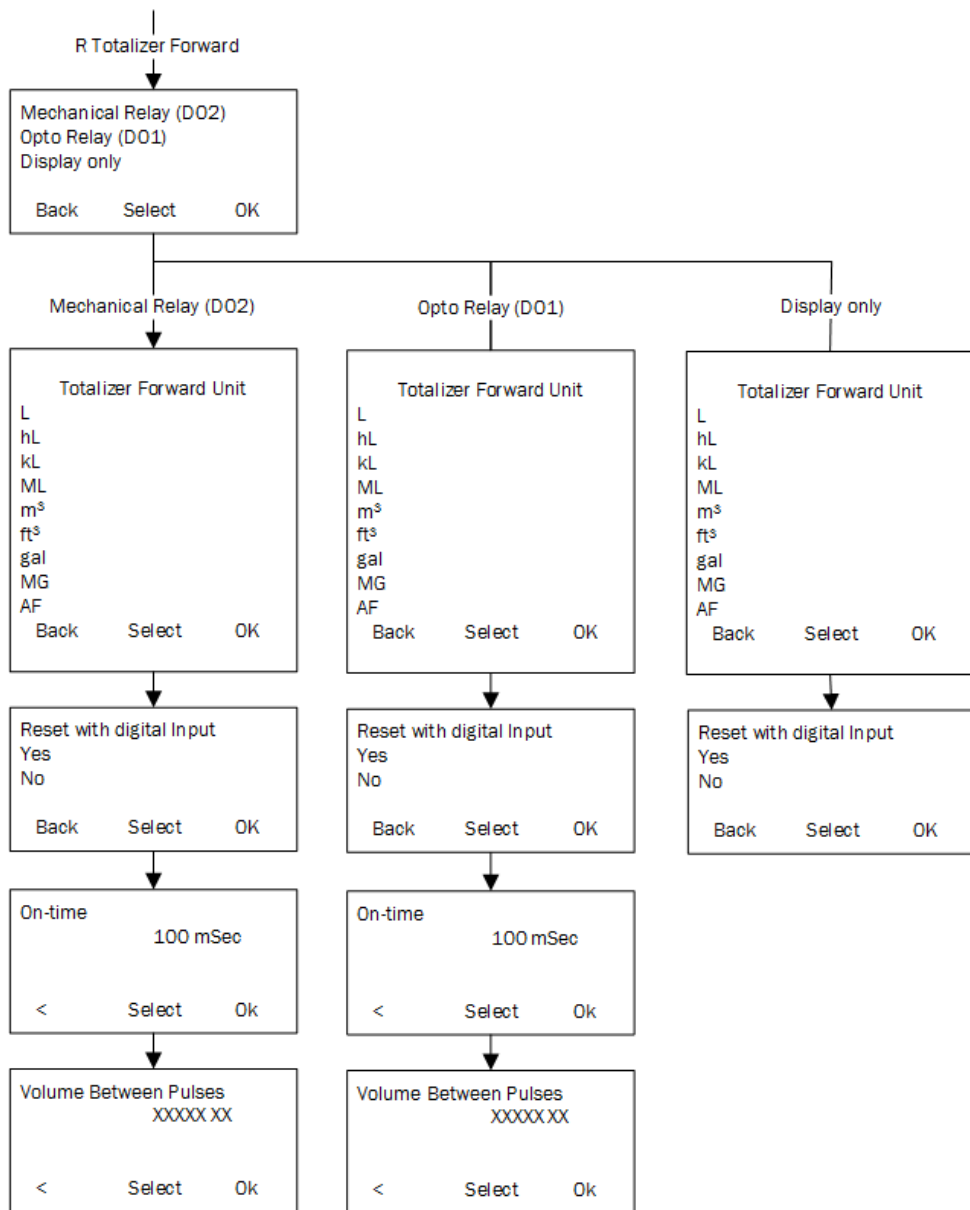 R Totalizer Forward
Mechanical Relay (DO2)
Opto Relay (DO1)
Display only
Back Select OK
Mechanical Relay (DO2)
Opto Relay (DO1)
Display only
Totalizer Forward Unit
L
hL
kL
ML
m³
ft³
gal
MG
AF
Back Select OK
Totalizer Forward Unit
L
hL
kL
ML
m³
ft³
gal
MG
AF
Back Select OK
Totalizer Forward Unit
L
hL
kL
ML
m³
ft³
gal
MG
AF
Back Select OK
Reset with digital Input
Yes
No
Back Select OK
Reset with digital Input
Yes
No
Back Select OK
Reset with digital Input
Yes
No
Back Select OK
On-time
100 mSec
< Select Ok
On-time
100 mSec
< Select Ok
Volume Between Pulses
XXXXX XX
< Select Ok
Volume Between Pulses
XXXXX XX
< Select Ok